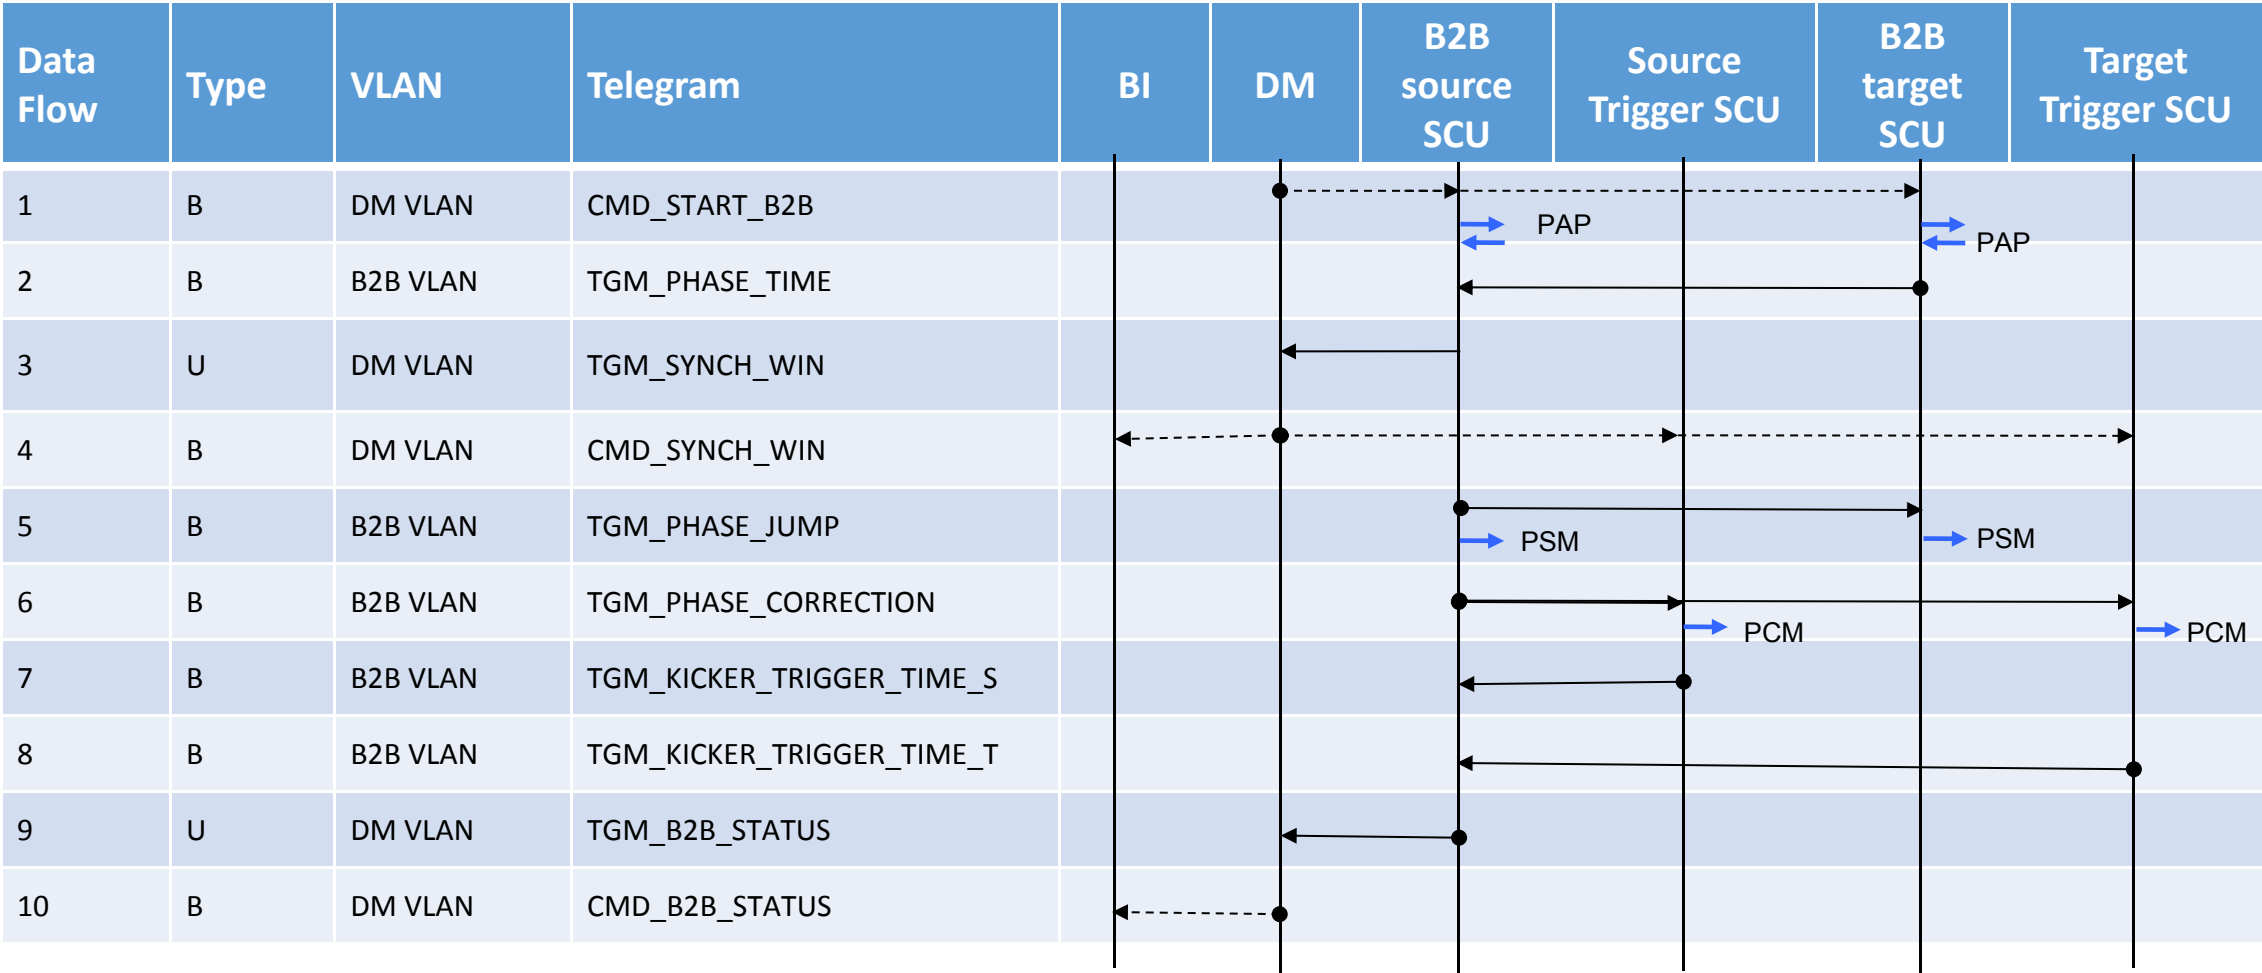 Data Flow Type VLAN Telegram BI DM B2B source SCU Source Trigger SCU B2B target SCU Target Trigger SCU
1 B DM VLAN CMD_START_B2B
PAP PAP
2 B B2B VLAN TGM_PHASE_TIME
3 U DM VLAN TGM_SYNCH_WIN
4 B DM VLAN CMD_SYNCH_WIN
5 B B2B VLAN TGM_PHASE_JUMP
PSM PSM
6 B B2B VLAN TGM_PHASE_CORRECTION
PCM PCM
7 B B2B VLAN TGM_KICKER_TRIGGER_TIME_S
8 B B2B VLAN TGM_KICKER_TRIGGER_TIME_T
9 U DM VLAN TGM_B2B_STATUS
10 B DM VLAN CMD_B2B_STATUS